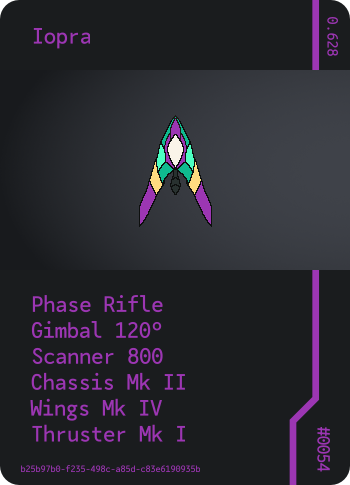 Iopra
0.628
Phase Rifle
Gimbal 120°
Scanner 800
Chassis Mk II
Wings Mk IV
Thruster Mk I
#0054
b25b97b0-f235-498c-a85d-c83e6190935b